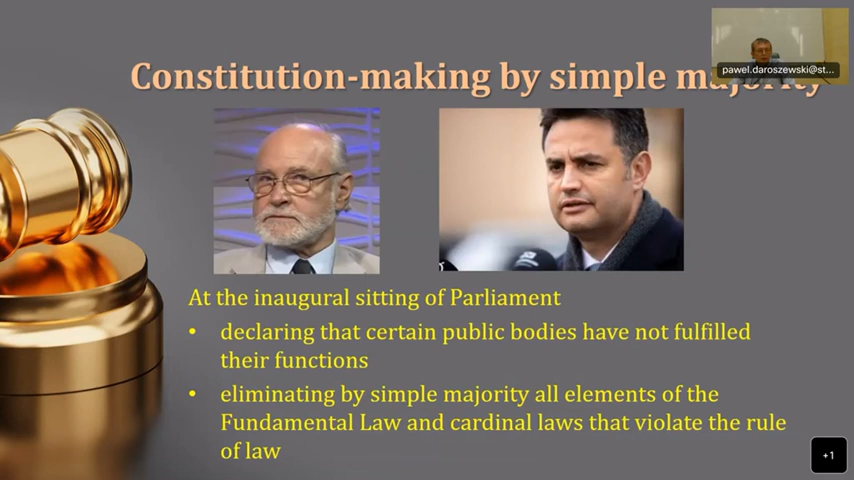 pawel.daroszewski@st...
Constitution-making by simple majority
At the inaugural sitting of Parliament
• declaring that certain public bodies have not fulfilled
their functions
• eliminating by simple majority all elements of the
Fundamental Law and cardinal laws that violate the rule
of law
+1